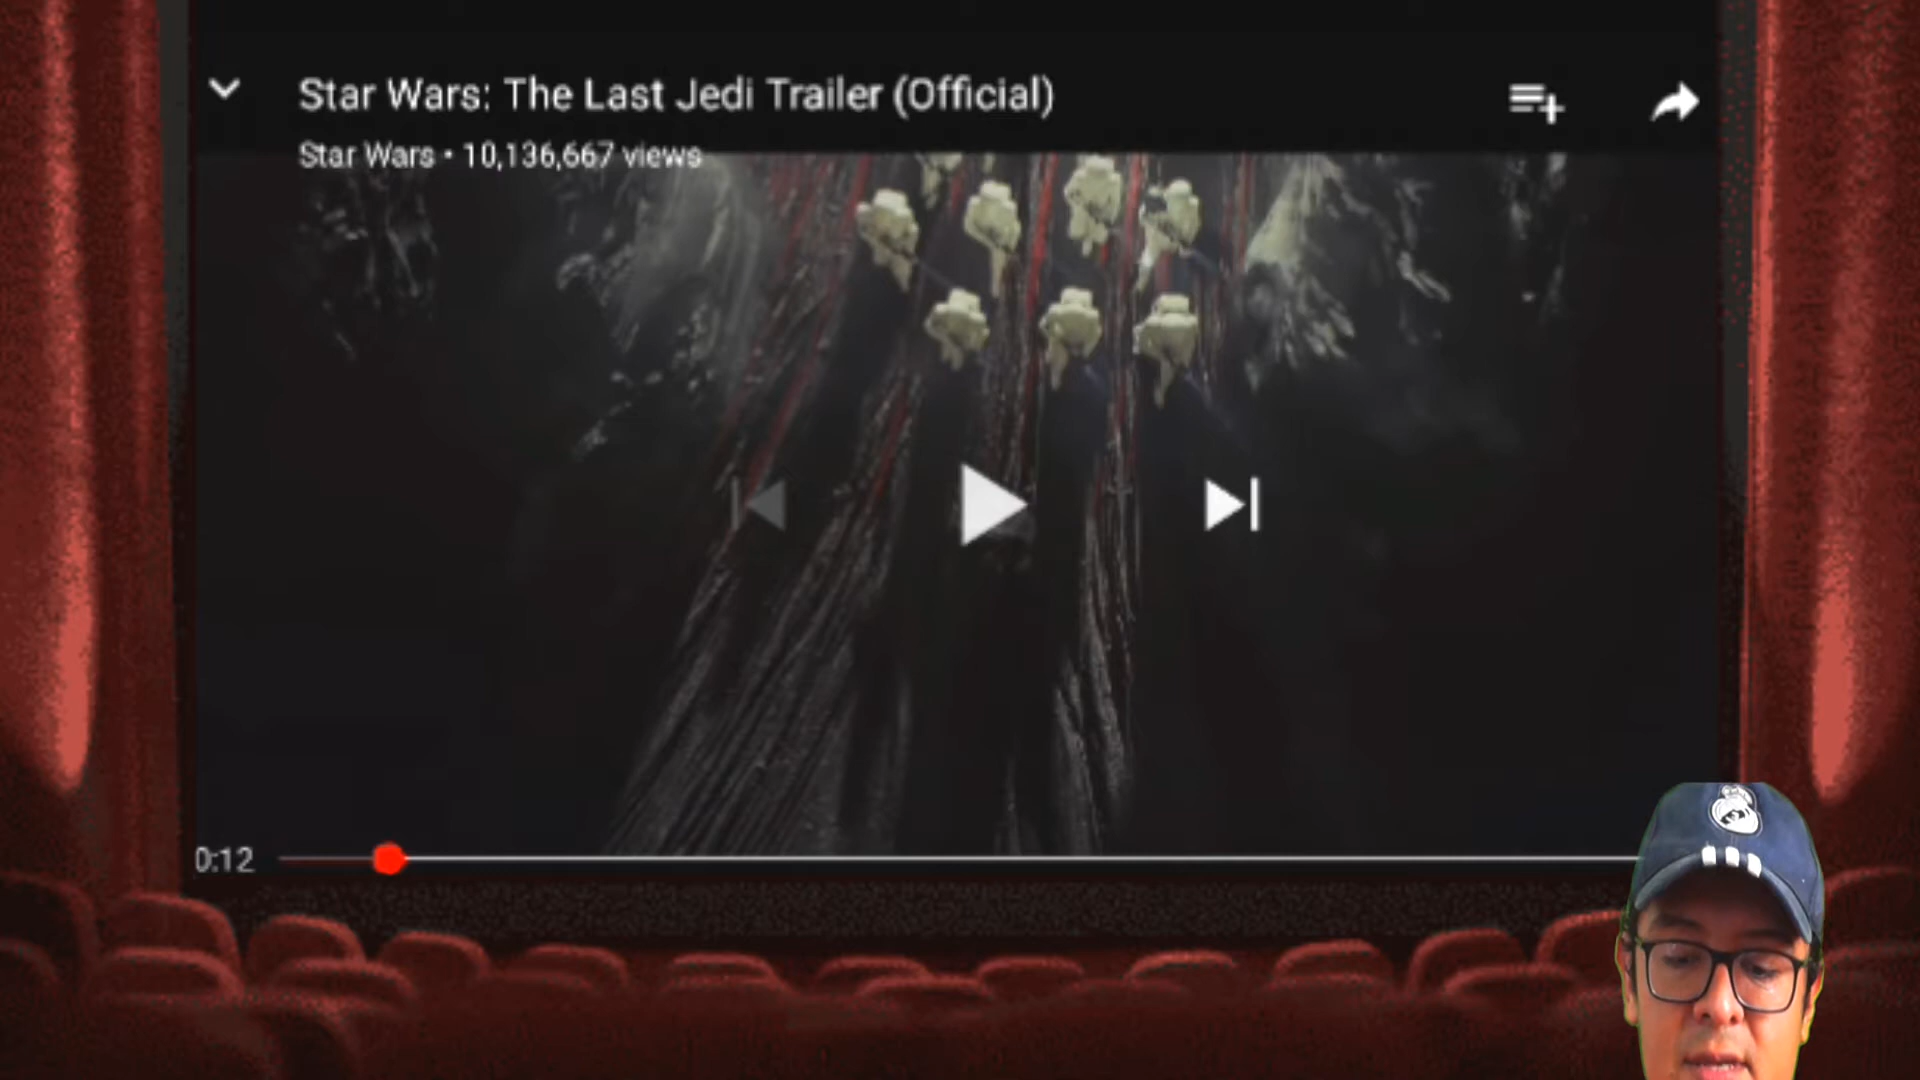 Star Wars: The Last Jedi Trailer (Official)
Star Wars • 10,136,667 views
0:12